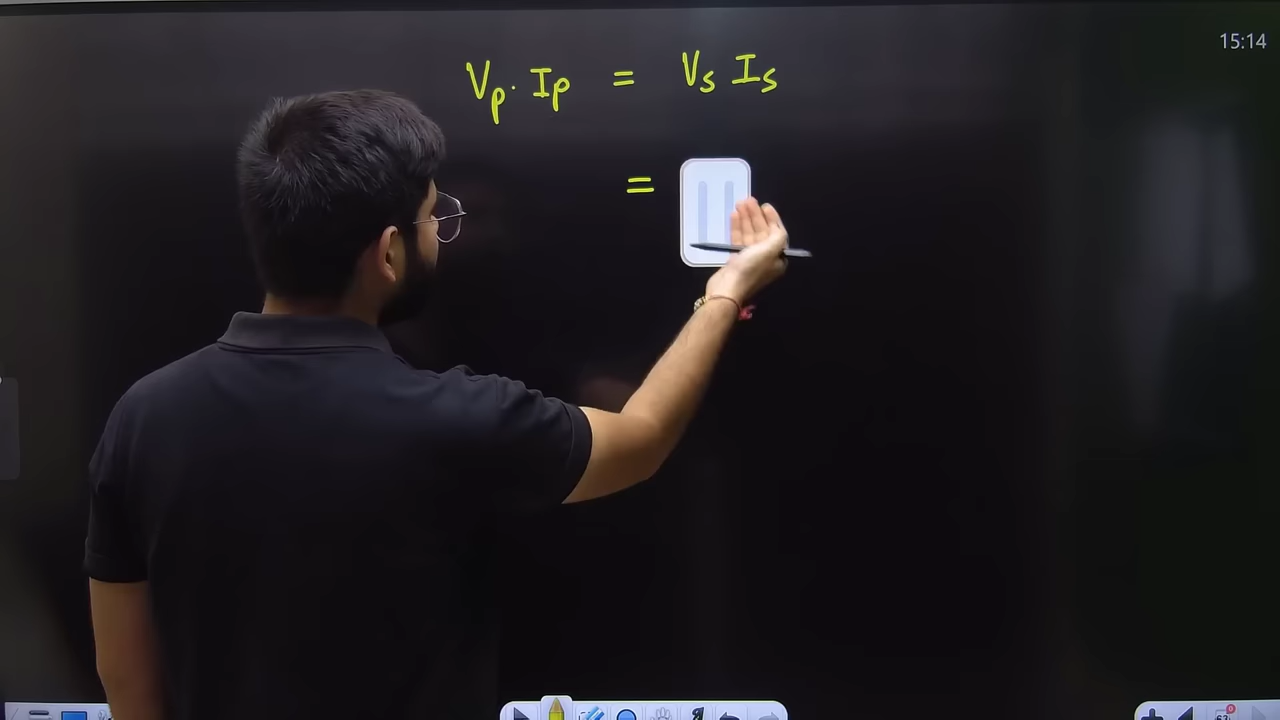 15:14
Vp. Ip = Vs Is
=